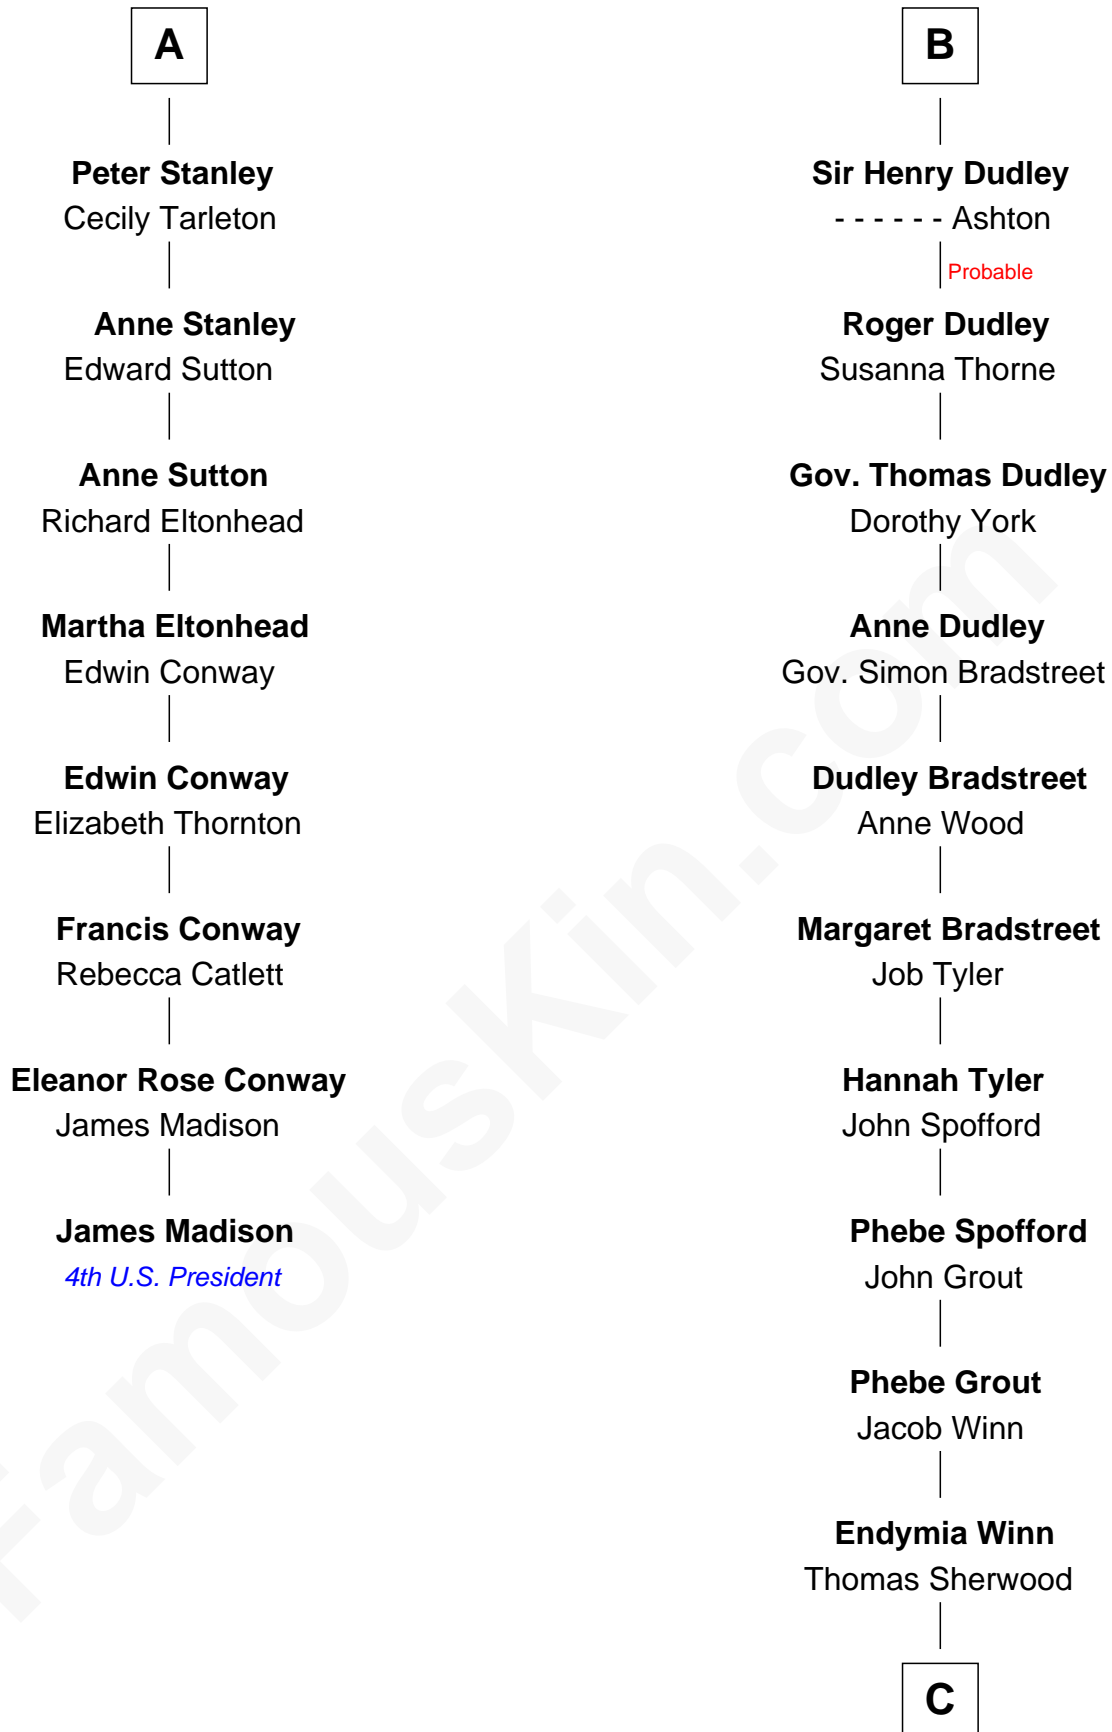 A
Peter Stanley
Cecily Tarleton
Anne Stanley
Edward Sutton
Anne Sutton
Richard Eltonhead
Martha Eltonhead
Edwin Conway
Edwin Conway
Elizabeth Thornton
Francis Conway
Rebecca Catlett
Eleanor Rose Conway
James Madison
James Madison
4th U.S. President
B
Sir Henry Dudley
- - - - - - Ashton
Probable
Roger Dudley
Susanna Thorne
Gov. Thomas Dudley
Dorothy York
Anne Dudley
Gov. Simon Bradstreet
Dudley Bradstreet
Anne Wood
Margaret Bradstreet
Job Tyler
Hannah Tyler
John Spofford
Phebe Spofford
John Grout
Phebe Grout
Jacob Winn
Endymia Winn
Thomas Sherwood
C
FamousKin.com